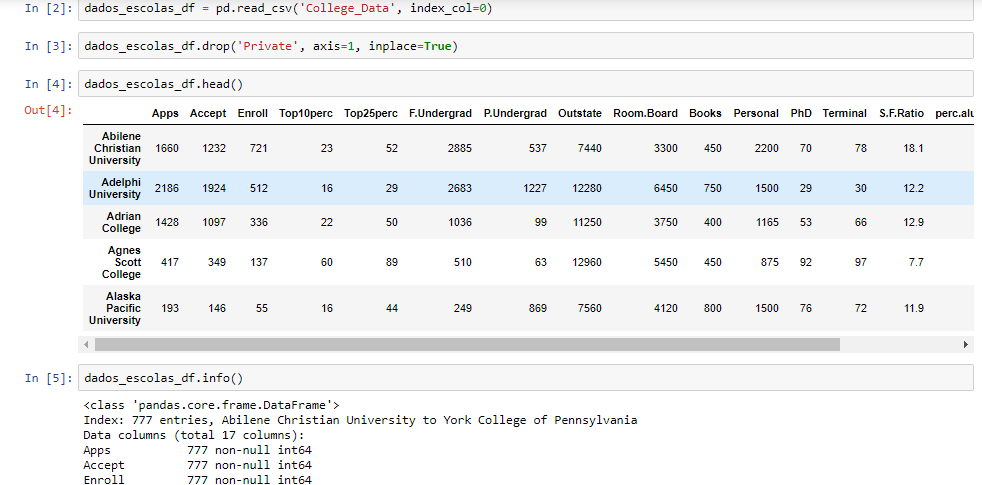 In [2]: dados_escolas_df = pd.read_csv('College_Data', index_col=0)
In [3]: dados_escolas_df.drop('Private', axis=1, inplace=True)
In [4]: dados_escolas_df.head()
Out[4]:
Apps Accept Enroll Top10perc Top25perc F.Undergrad P.Undergrad Outstate Room.Board Books Personal PhD Terminal S.F.Ratio perc.alu
Abilene
Christian
University 1660 1232 721 23 52 2885 537 7440 3300 450 2200 70 78 18.1
Adelphi
University 2186 1924 512 16 29 2683 1227 12280 6450 750 1500 29 30 12.2
Adrian
College 1428 1097 336 22 50 1036 99 11250 3750 400 1165 53 66 12.9
Agnes
Scott
College 417 349 137 60 89 510 63 12960 5450 450 875 92 97 7.7
Alaska
Pacific
University 193 146 55 16 44 249 869 7560 4120 800 1500 76 72 11.9
In [5]: dados_escolas_df.info()
<class 'pandas.core.frame.DataFrame'>
Index: 777 entries, Abilene Christian University to York College of Pennsylvania
Data columns (total 17 columns):
Apps 777 non-null int64
Accept 777 non-null int64
Enroll 777 non-null int64